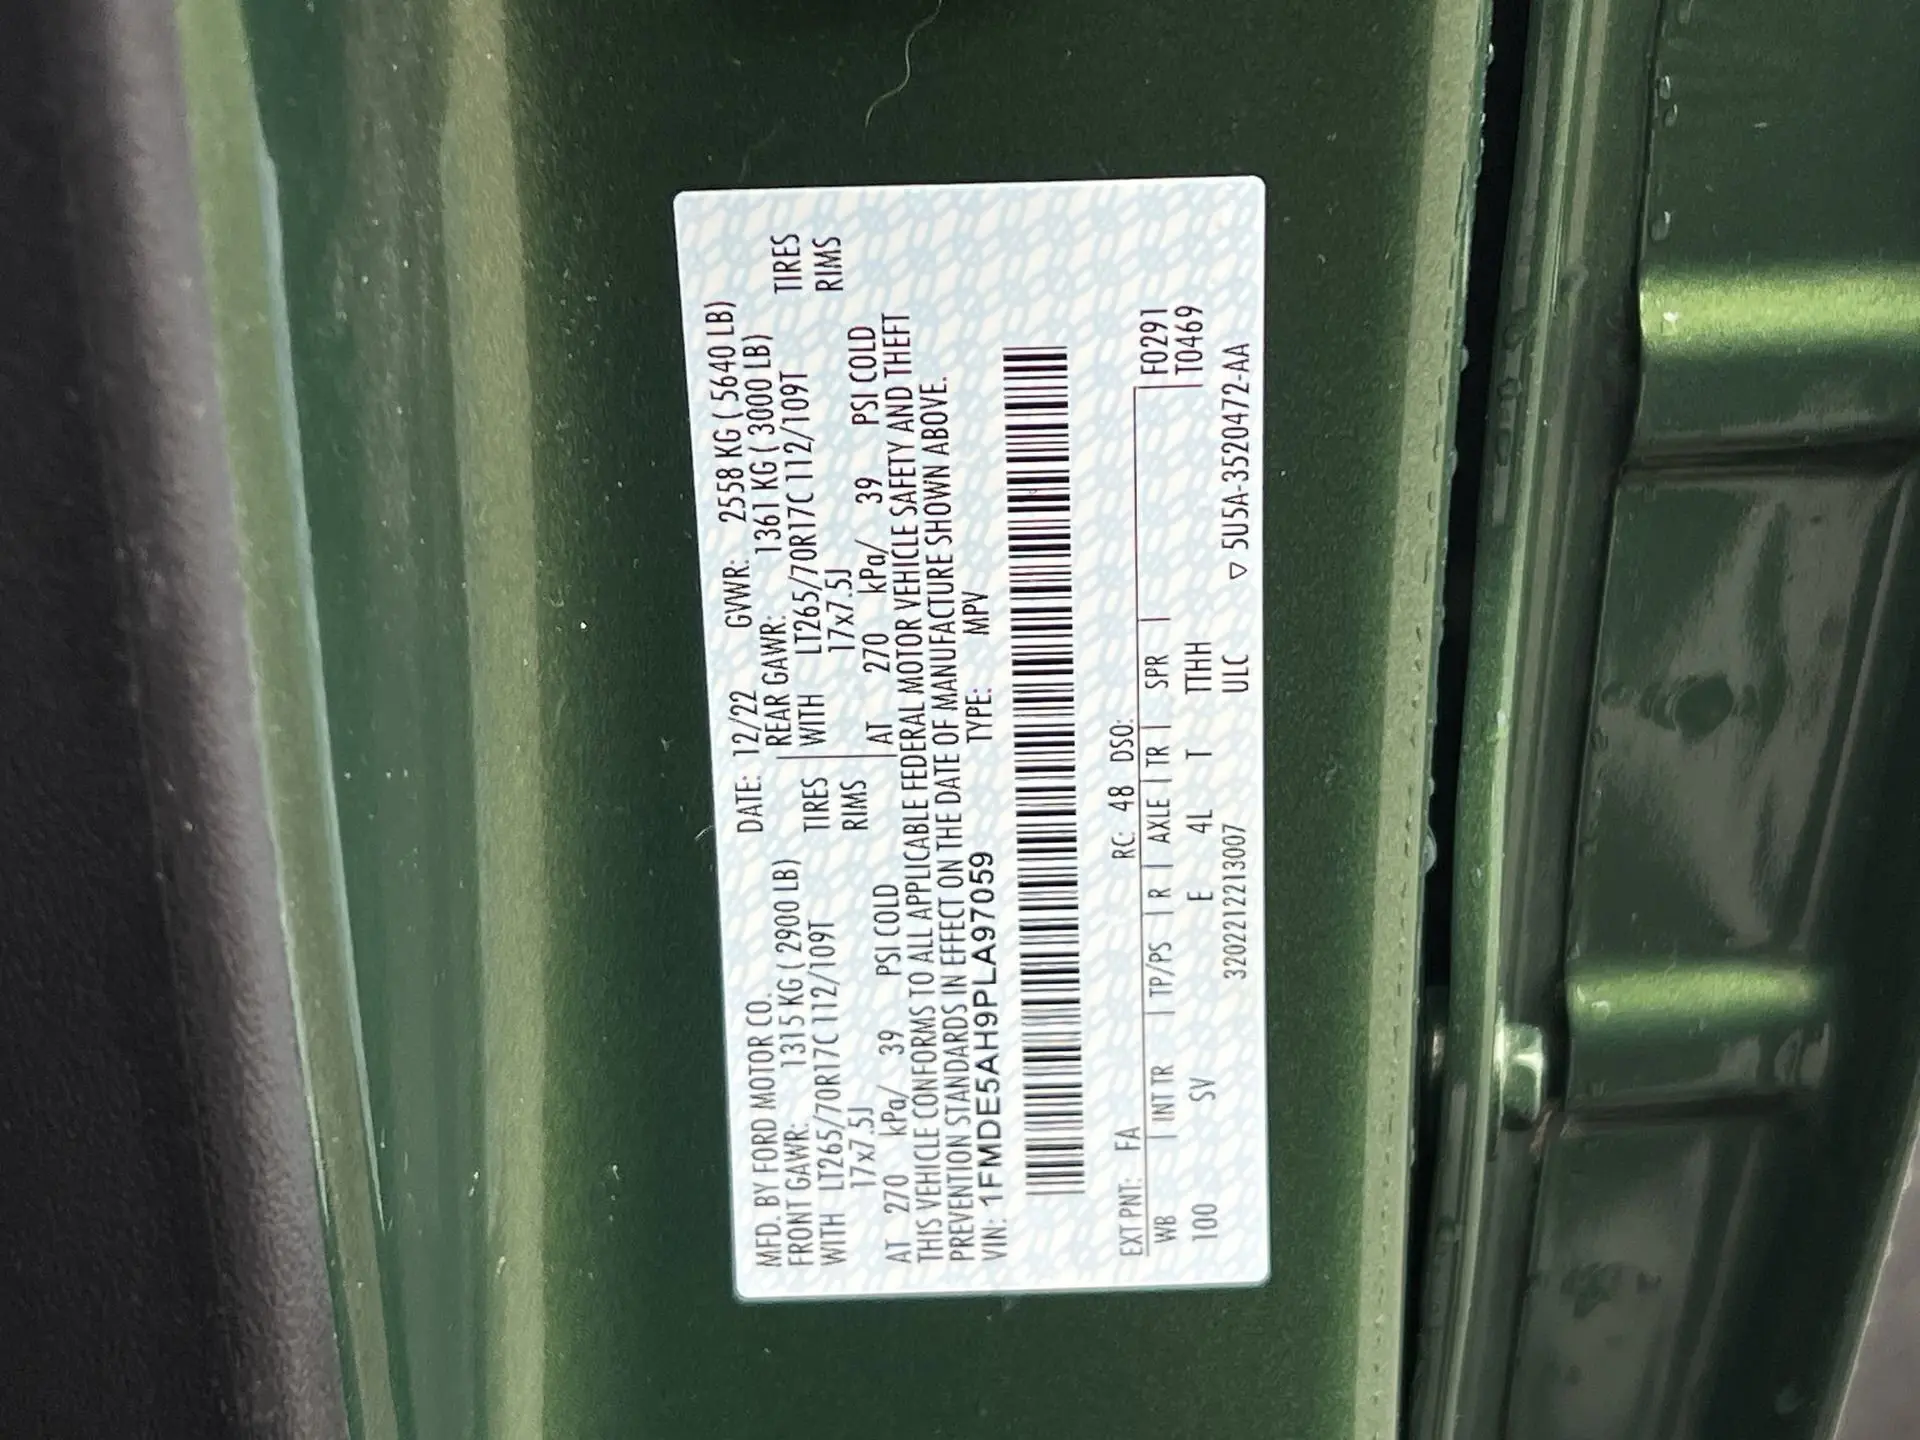 MFD. BY FORD MOTOR CO. DATE: 12/22 GVWR: 2558 KG ( 5640 LB)
FRONT GAWR: 1315 KG ( 2900 LB) REAR GAWR: 1361 KG ( 3000 LB)
WITH LT265/70R17C 112/109T TIRES WITH LT265/70R17C 112/109T TIRES
17x7.5J RIMS 17x7.5J RIMS
AT 270 kPa/ 39 PSI COLD AT 270 kPa/ 39 PSI COLD
THIS VEHICLE CONFORMS TO ALL APPLICABLE FEDERAL MOTOR VEHICLE SAFETY AND THEFT
PREVENTION STANDARDS IN EFFECT ON THE DATE OF MANUFACTURE SHOWN ABOVE.
VIN: 1FMDE5AH9PLA97059 TYPE: MPV
EXT PNT: FA RC: 48 DSO: F0291
WB INT TR TP/PS R AXLE TR SPR T0469
100 SV E 4L T TTHH
3202212213007 ULC ▽ 5U5A-3520472-AA